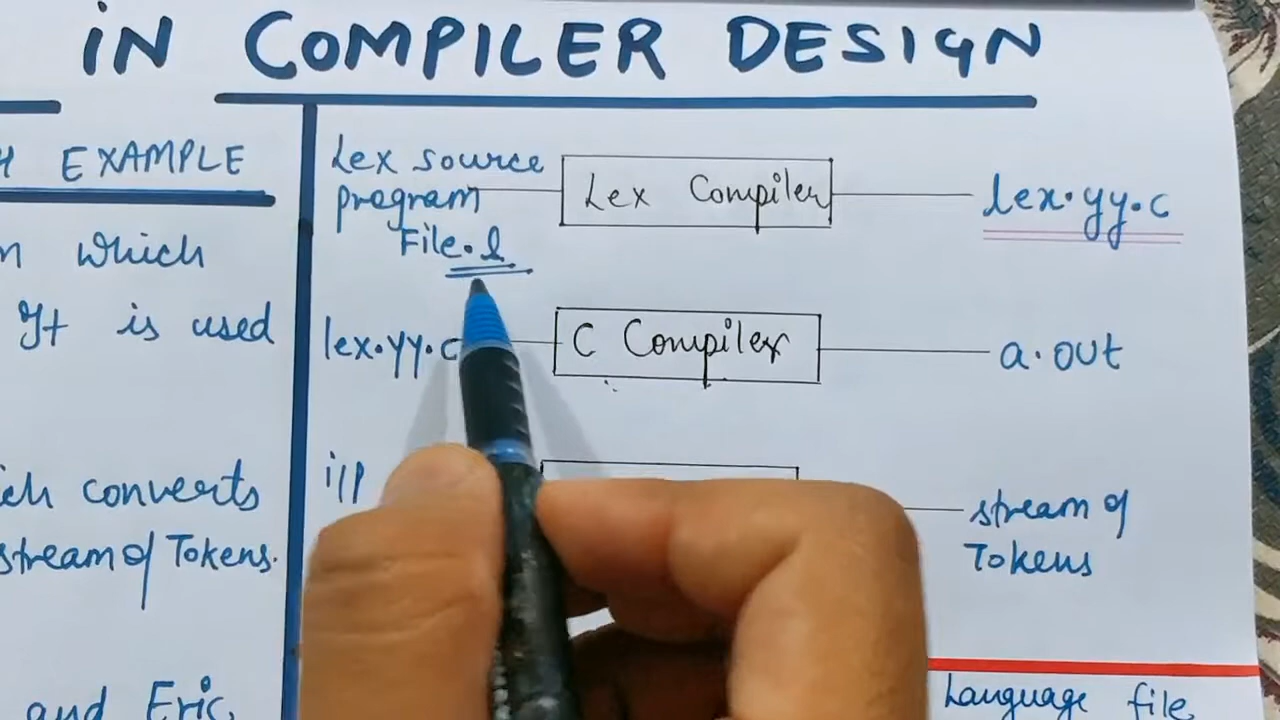 IN COMPILER DESIGN
EXAMPLE
which
It is used
converts
stream of Tokens.
and Eric.
Lex source
program
File.l
Lex Compiler
lex.yy.c
lex.yy.c
C Compiler
a.out
i/p
stream of
Tokens
Language file,